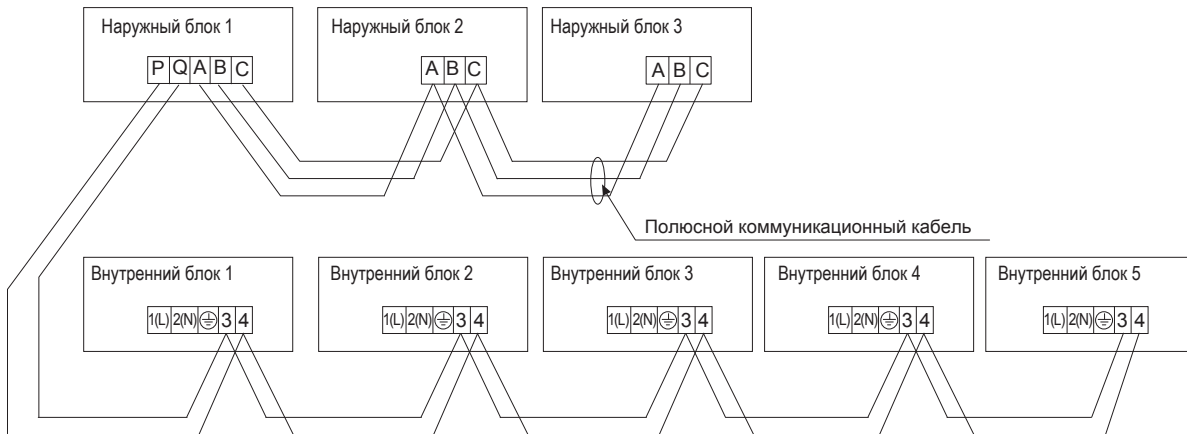 Наружный блок 1 Наружный блок 2 Наружный блок 3
P Q A B C A B C A B C
Полюсной коммуникационный кабель
Внутренний блок 1 Внутренний блок 2 Внутренний блок 3 Внутренний блок 4 Внутренний блок 5
1(L) 2(N) ⏚ 3 4 1(L) 2(N) ⏚ 3 4 1(L) 2(N) ⏚ 3 4 1(L) 2(N) ⏚ 3 4 1(L) 2(N) ⏚ 3 4